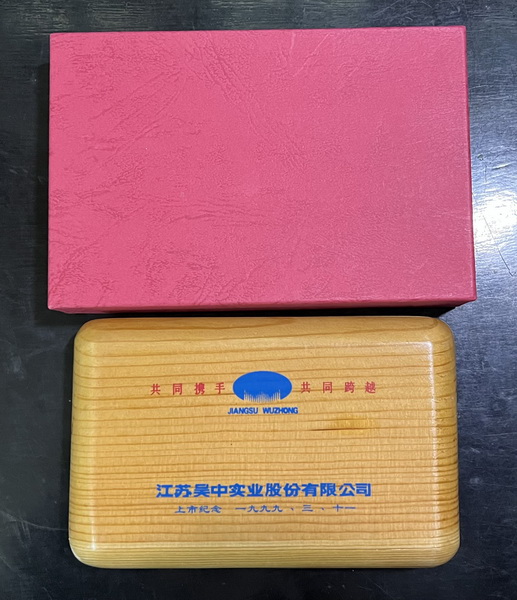 共同携手 共同跨越
JIANGSU WUZHONG
江苏吴中实业股份有限公司
上市纪念 一九九九、三、十一